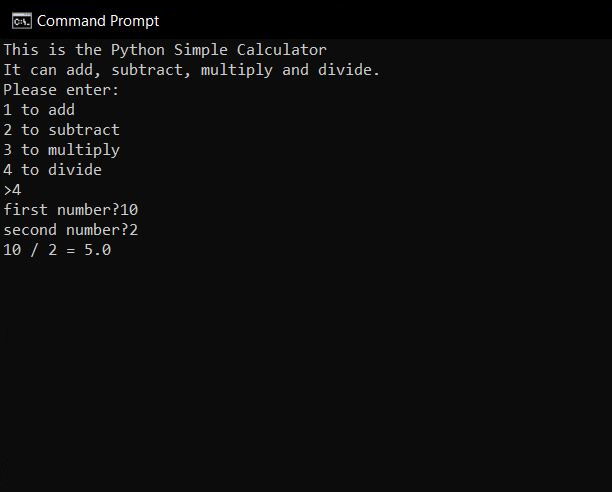 Command Prompt
This is the Python Simple Calculator
It can add, subtract, multiply and divide.
Please enter:
1 to add
2 to subtract
3 to multiply
4 to divide
>4
first number?10
second number?2
10 / 2 = 5.0